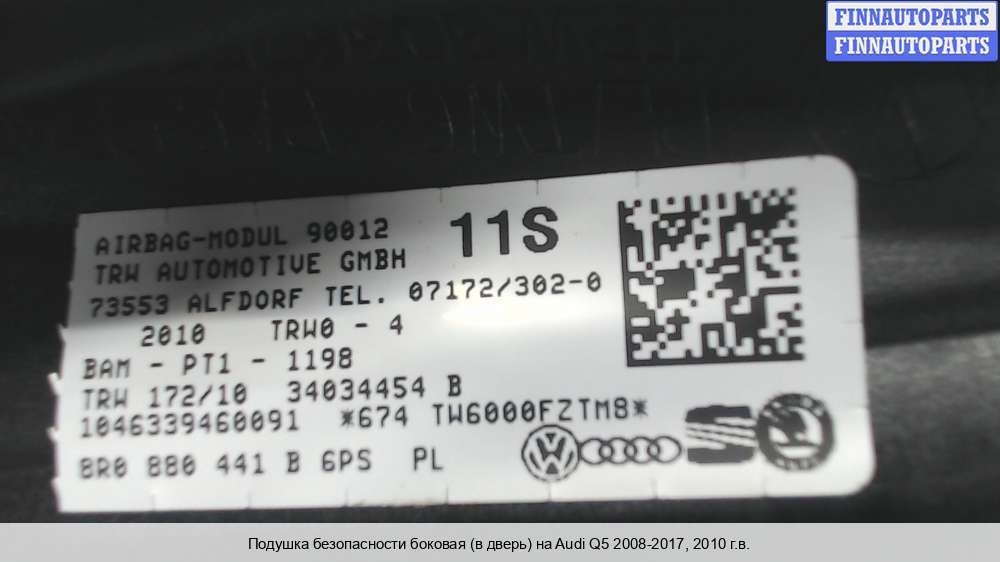 FINNAUTOPARTS
FINNAUTOPARTS
AIRBAG-MODUL 90012 11S
TRW AUTOMOTIVE GMBH
73553 ALFDORF TEL. 07172/302-0
2010 TRW0 - 4
BAM - PT1 - 1198
TRW 172/10 34034454 B
1046339460091 *674 TW6000FZTM8*
8R0 880 441 B 6PS PL
Подушка безопасности боковая (в дверь) на Audi Q5 2008-2017, 2010 г.в.